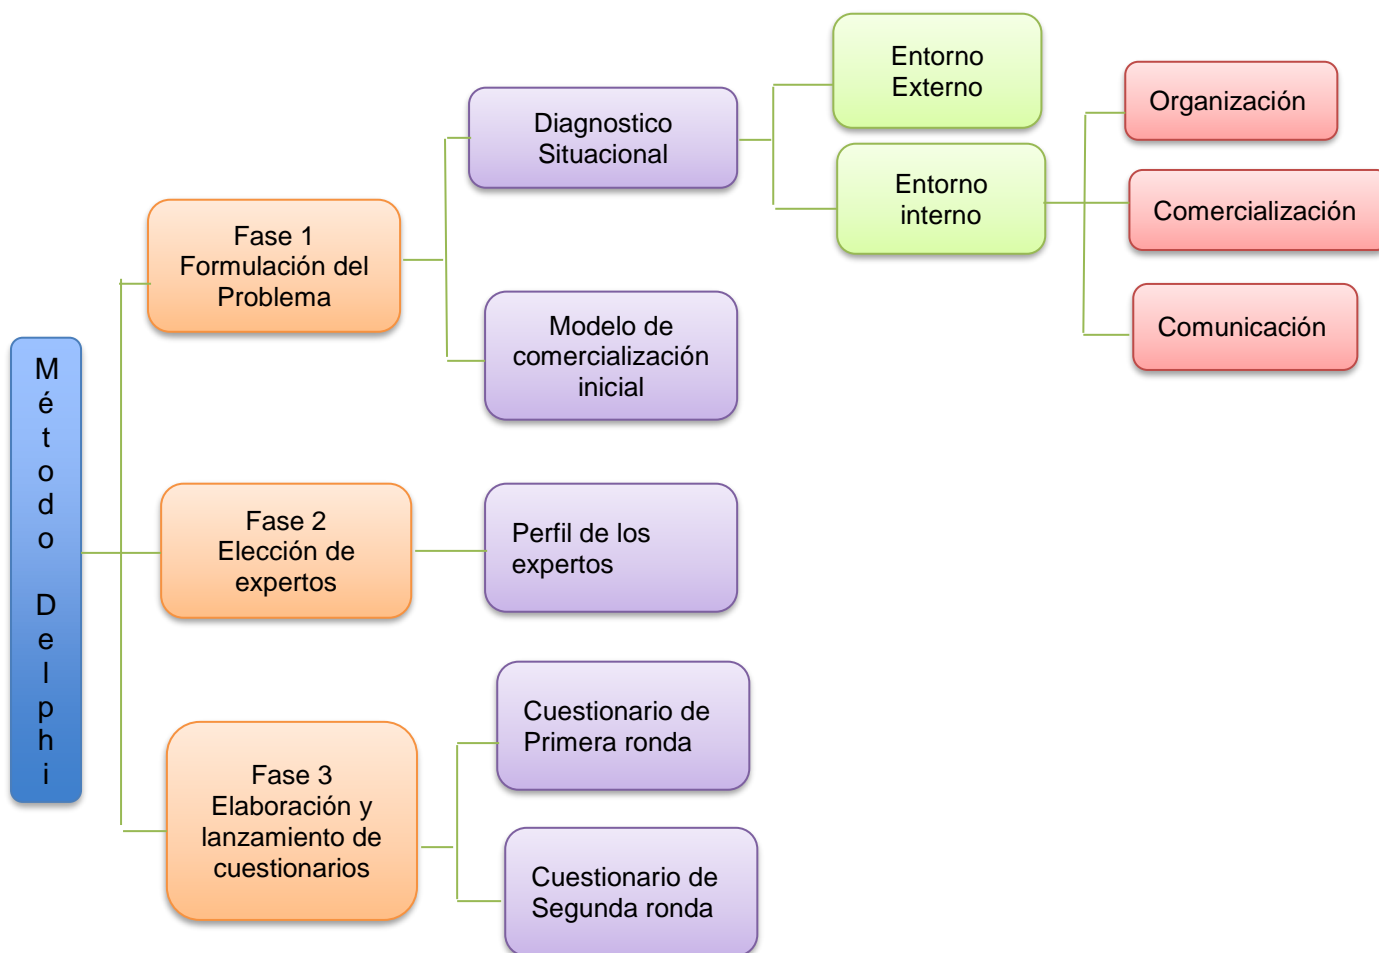 Método Delphi
Fase 1
Formulación del
Problema
Diagnostico
Situacional
Entorno
Externo
Entorno
interno
Organización
Comercialización
Comunicación
Modelo de
comercialización
inicial
Fase 2
Elección de
expertos
Perfil de los
expertos
Fase 3
Elaboración y
lanzamiento de
cuestionarios
Cuestionario de
Primera ronda
Cuestionario de
Segunda ronda